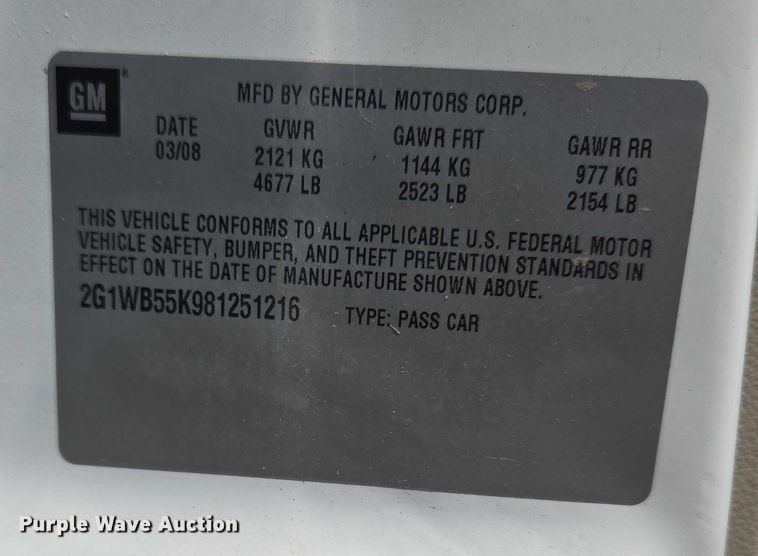 GM®
MFD BY GENERAL MOTORS CORP.
DATE GVWR GAWR FRT GAWR RR
03/08 2121 KG 1144 KG 977 KG
4677 LB 2523 LB 2154 LB
THIS VEHICLE CONFORMS TO ALL APPLICABLE U.S. FEDERAL MOTOR
VEHICLE SAFETY, BUMPER, AND THEFT PREVENTION STANDARDS IN
EFFECT ON THE DATE OF MANUFACTURE SHOWN ABOVE.
2G1WB55K981251216 TYPE: PASS CAR
Purple Wave Auction